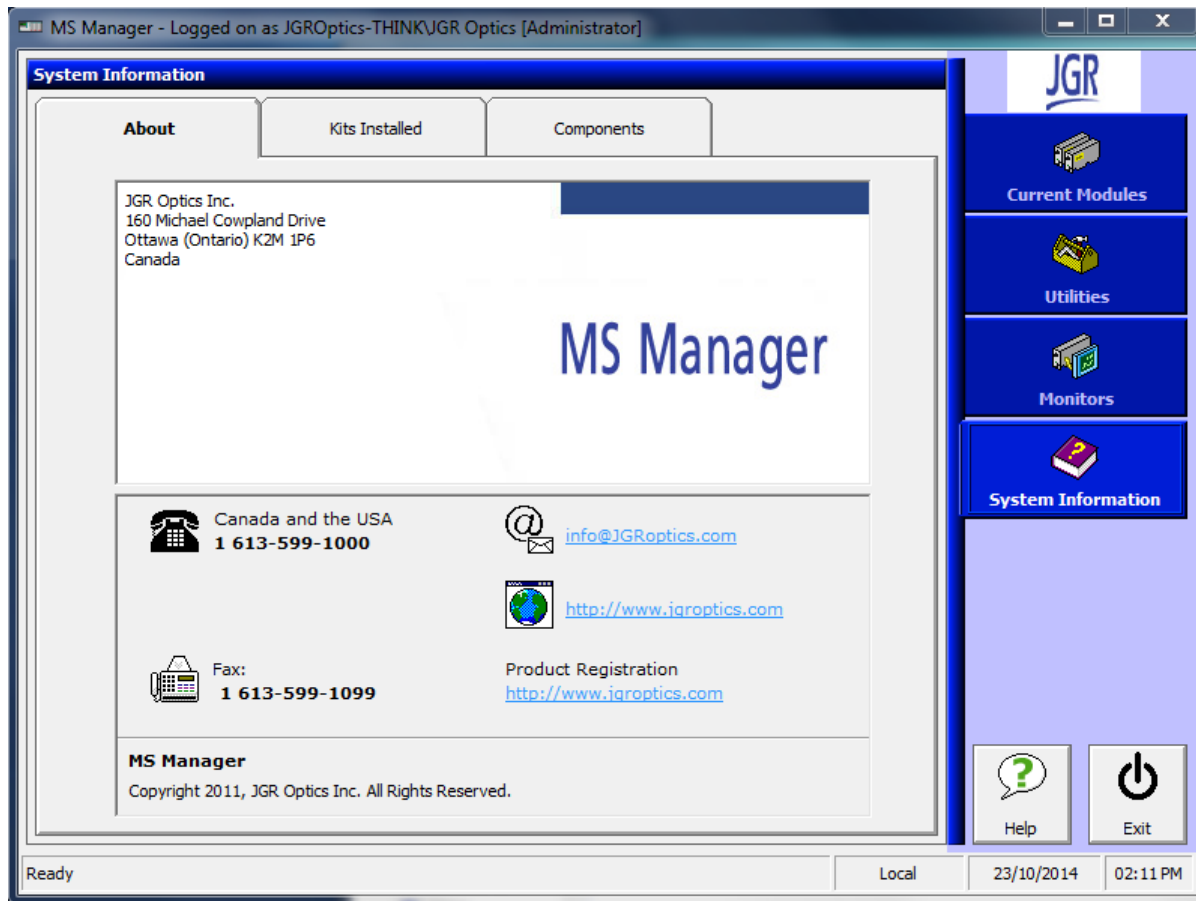 MS Manager - Logged on as JGROptics-THINK\JGR Optics [Administrator]
System Information
JGR
About
Kits Installed
Components
JGR Optics Inc.
160 Michael Cowpland Drive
Ottawa (Ontario) K2M 1P6
Canada
MS Manager
Canada and the USA
1 613-599-1000
info@JGRoptics.com
http://www.jgroptics.com
Fax:
1 613-599-1099
Product Registration
http://www.jgroptics.com
MS Manager
Copyright 2011, JGR Optics Inc. All Rights Reserved.
Current Modules
Utilities
Monitors
System Information
Help
Exit
Ready
Local
23/10/2014
02:11 PM